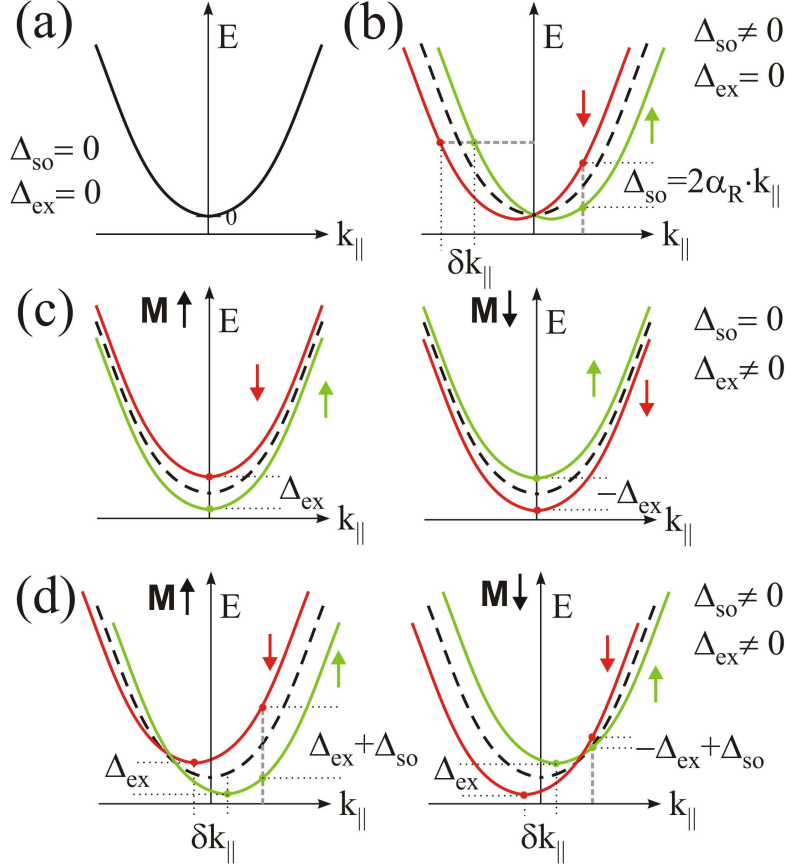 (a)
E
Δso= 0
Δex= 0
0
k||
(b)
E
Δso≠ 0
Δex= 0
Δso=2αR·k||
δk||
k||
(c)
M↑
E
Δex
k||
M↓
E
Δso= 0
Δex≠ 0
−Δex
k||
(d)
M↑
E
Δex
Δex+Δso
δk||
k||
M↓
E
Δso≠ 0
Δex≠ 0
Δex
−Δex+Δso
δk||
k||